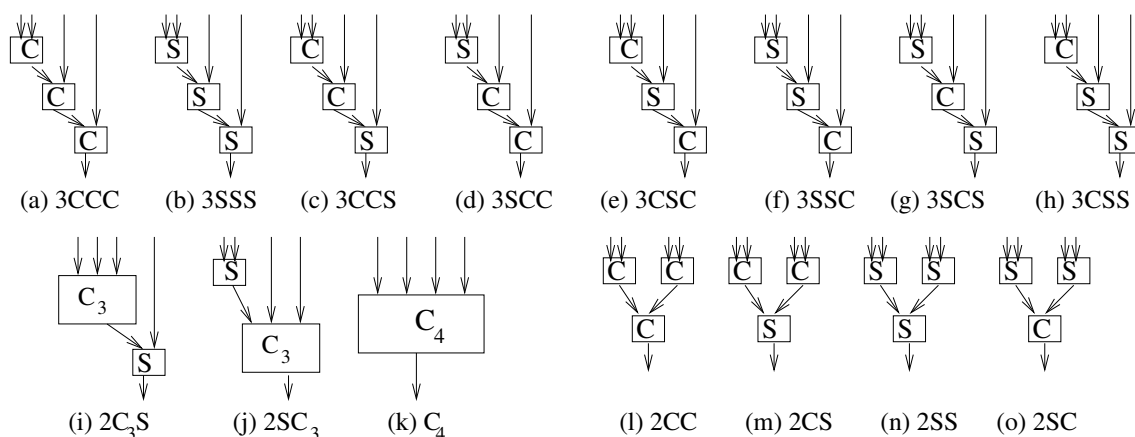 C S C S C S S C
C S C C S S C S
C S S C C C S S
(a) 3CCC (b) 3SSS (c) 3CCS (d) 3SCC (e) 3CSC (f) 3SSC (g) 3SCS (h) 3CSS
C₃ S C₄ C C C C S S S S
S C₃ C S S C
(i) 2C₃S (j) 2SC₃ (k) C₄ (l) 2CC (m) 2CS (n) 2SS (o) 2SC